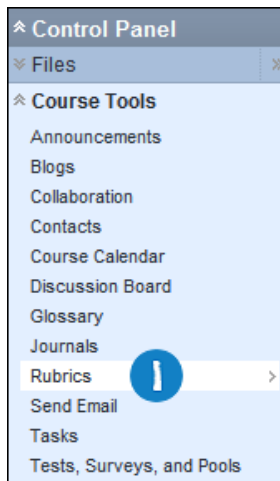 Control Panel
Files
Course Tools
Announcements
Blogs
Collaboration
Contacts
Course Calendar
Discussion Board
Glossary
Journals
Rubrics 1
Send Email
Tasks
Tests, Surveys, and Pools